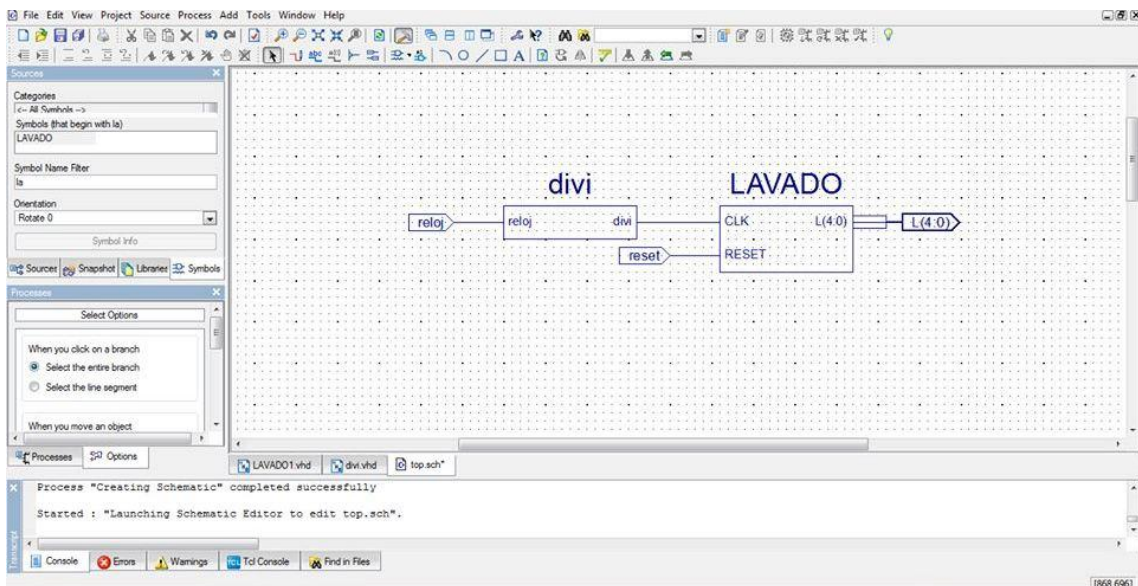 File Edit View Project Source Process Add Tools Window Help
Sources
Categories
<-- All Symbols -->
Symbols (that begin with la)
LAVADO
Symbol Name Filter
la
Orientation
Rotate 0
Symbol Info
Sources Snapshot Libraries Symbols
Processes
Select Options
When you click on a branch
Select the entire branch
Select the line segment
When you move an object
Processes Options
divi LAVADO
reloj reloj divi CLK L(4:0) L(4:0)
reset RESET
LAVADO1.vhd divi.vhd top.sch*
Process "Creating Schematic" completed successfully
Started : "Launching Schematic Editor to edit top.sch".
Transcript
Console Errors Warnings Tcl Console Find in Files
[868,696]